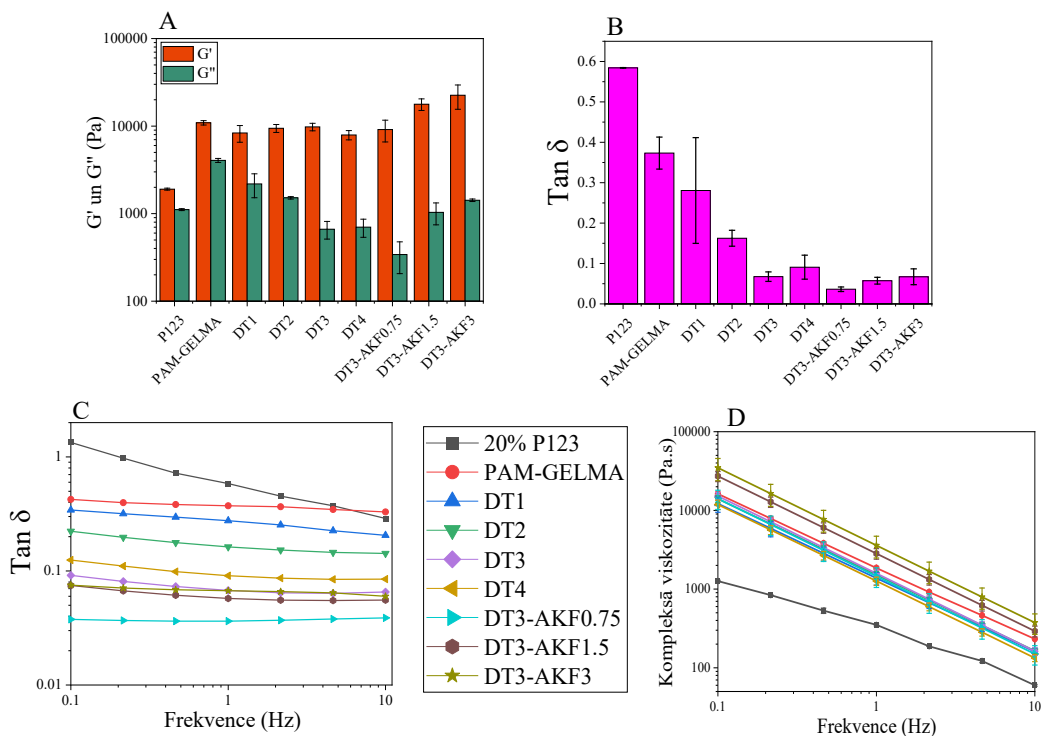 A
100000
10000
1000
100
G' un G'' (Pa)
G'
G''
P123
PAM-GELMA
DT1
DT2
DT3
DT4
DT3-AKF0.75
DT3-AKF1.5
DT3-AKF3
B
0.6
0.5
0.4
0.3
0.2
0.1
0.0
Tan δ
P123
PAM-GELMA
DT1
DT2
DT3
DT4
DT3-AKF0.75
DT3-AKF1.5
DT3-AKF3
C
1
0.1
0.01
Tan δ
0.1
1
10
Frekvence (Hz)
20% P123
PAM-GELMA
DT1
DT2
DT3
DT4
DT3-AKF0.75
DT3-AKF1.5
DT3-AKF3
D
100000
10000
1000
100
Kompleksā viskozitāte (Pa.s)
0.1
1
10
Frekvence (Hz)